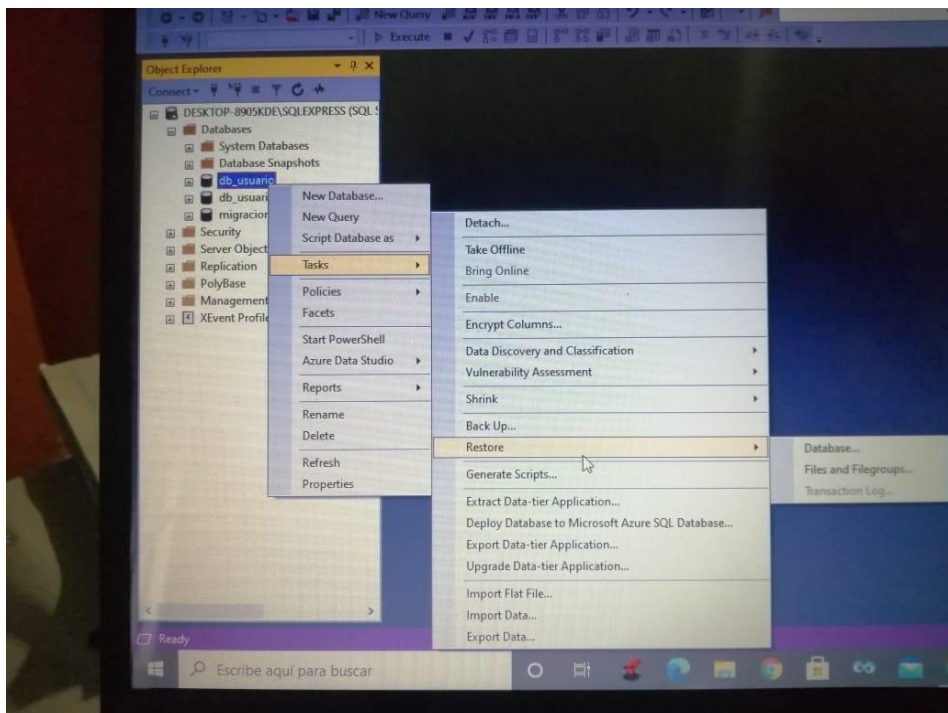 New Query
Execute
Object Explorer
Connect
DESKTOP-8905KDE\SQLEXPRESS (SQL S
Databases
System Databases
Database Snapshots
db_usuario
db_usuari
migracion
Security
Server Object
Replication
PolyBase
Management
XEvent Profile
New Database...
New Query
Script Database as
Tasks
Policies
Facets
Start PowerShell
Azure Data Studio
Reports
Rename
Delete
Refresh
Properties
Detach...
Take Offline
Bring Online
Enable
Encrypt Columns...
Data Discovery and Classification
Vulnerability Assessment
Shrink
Back Up...
Restore
Generate Scripts...
Extract Data-tier Application...
Deploy Database to Microsoft Azure SQL Database...
Export Data-tier Application...
Upgrade Data-tier Application...
Import Flat File...
Import Data...
Export Data...
Database...
Files and Filegroups...
Transaction Log...
Ready
Escribe aquí para buscar